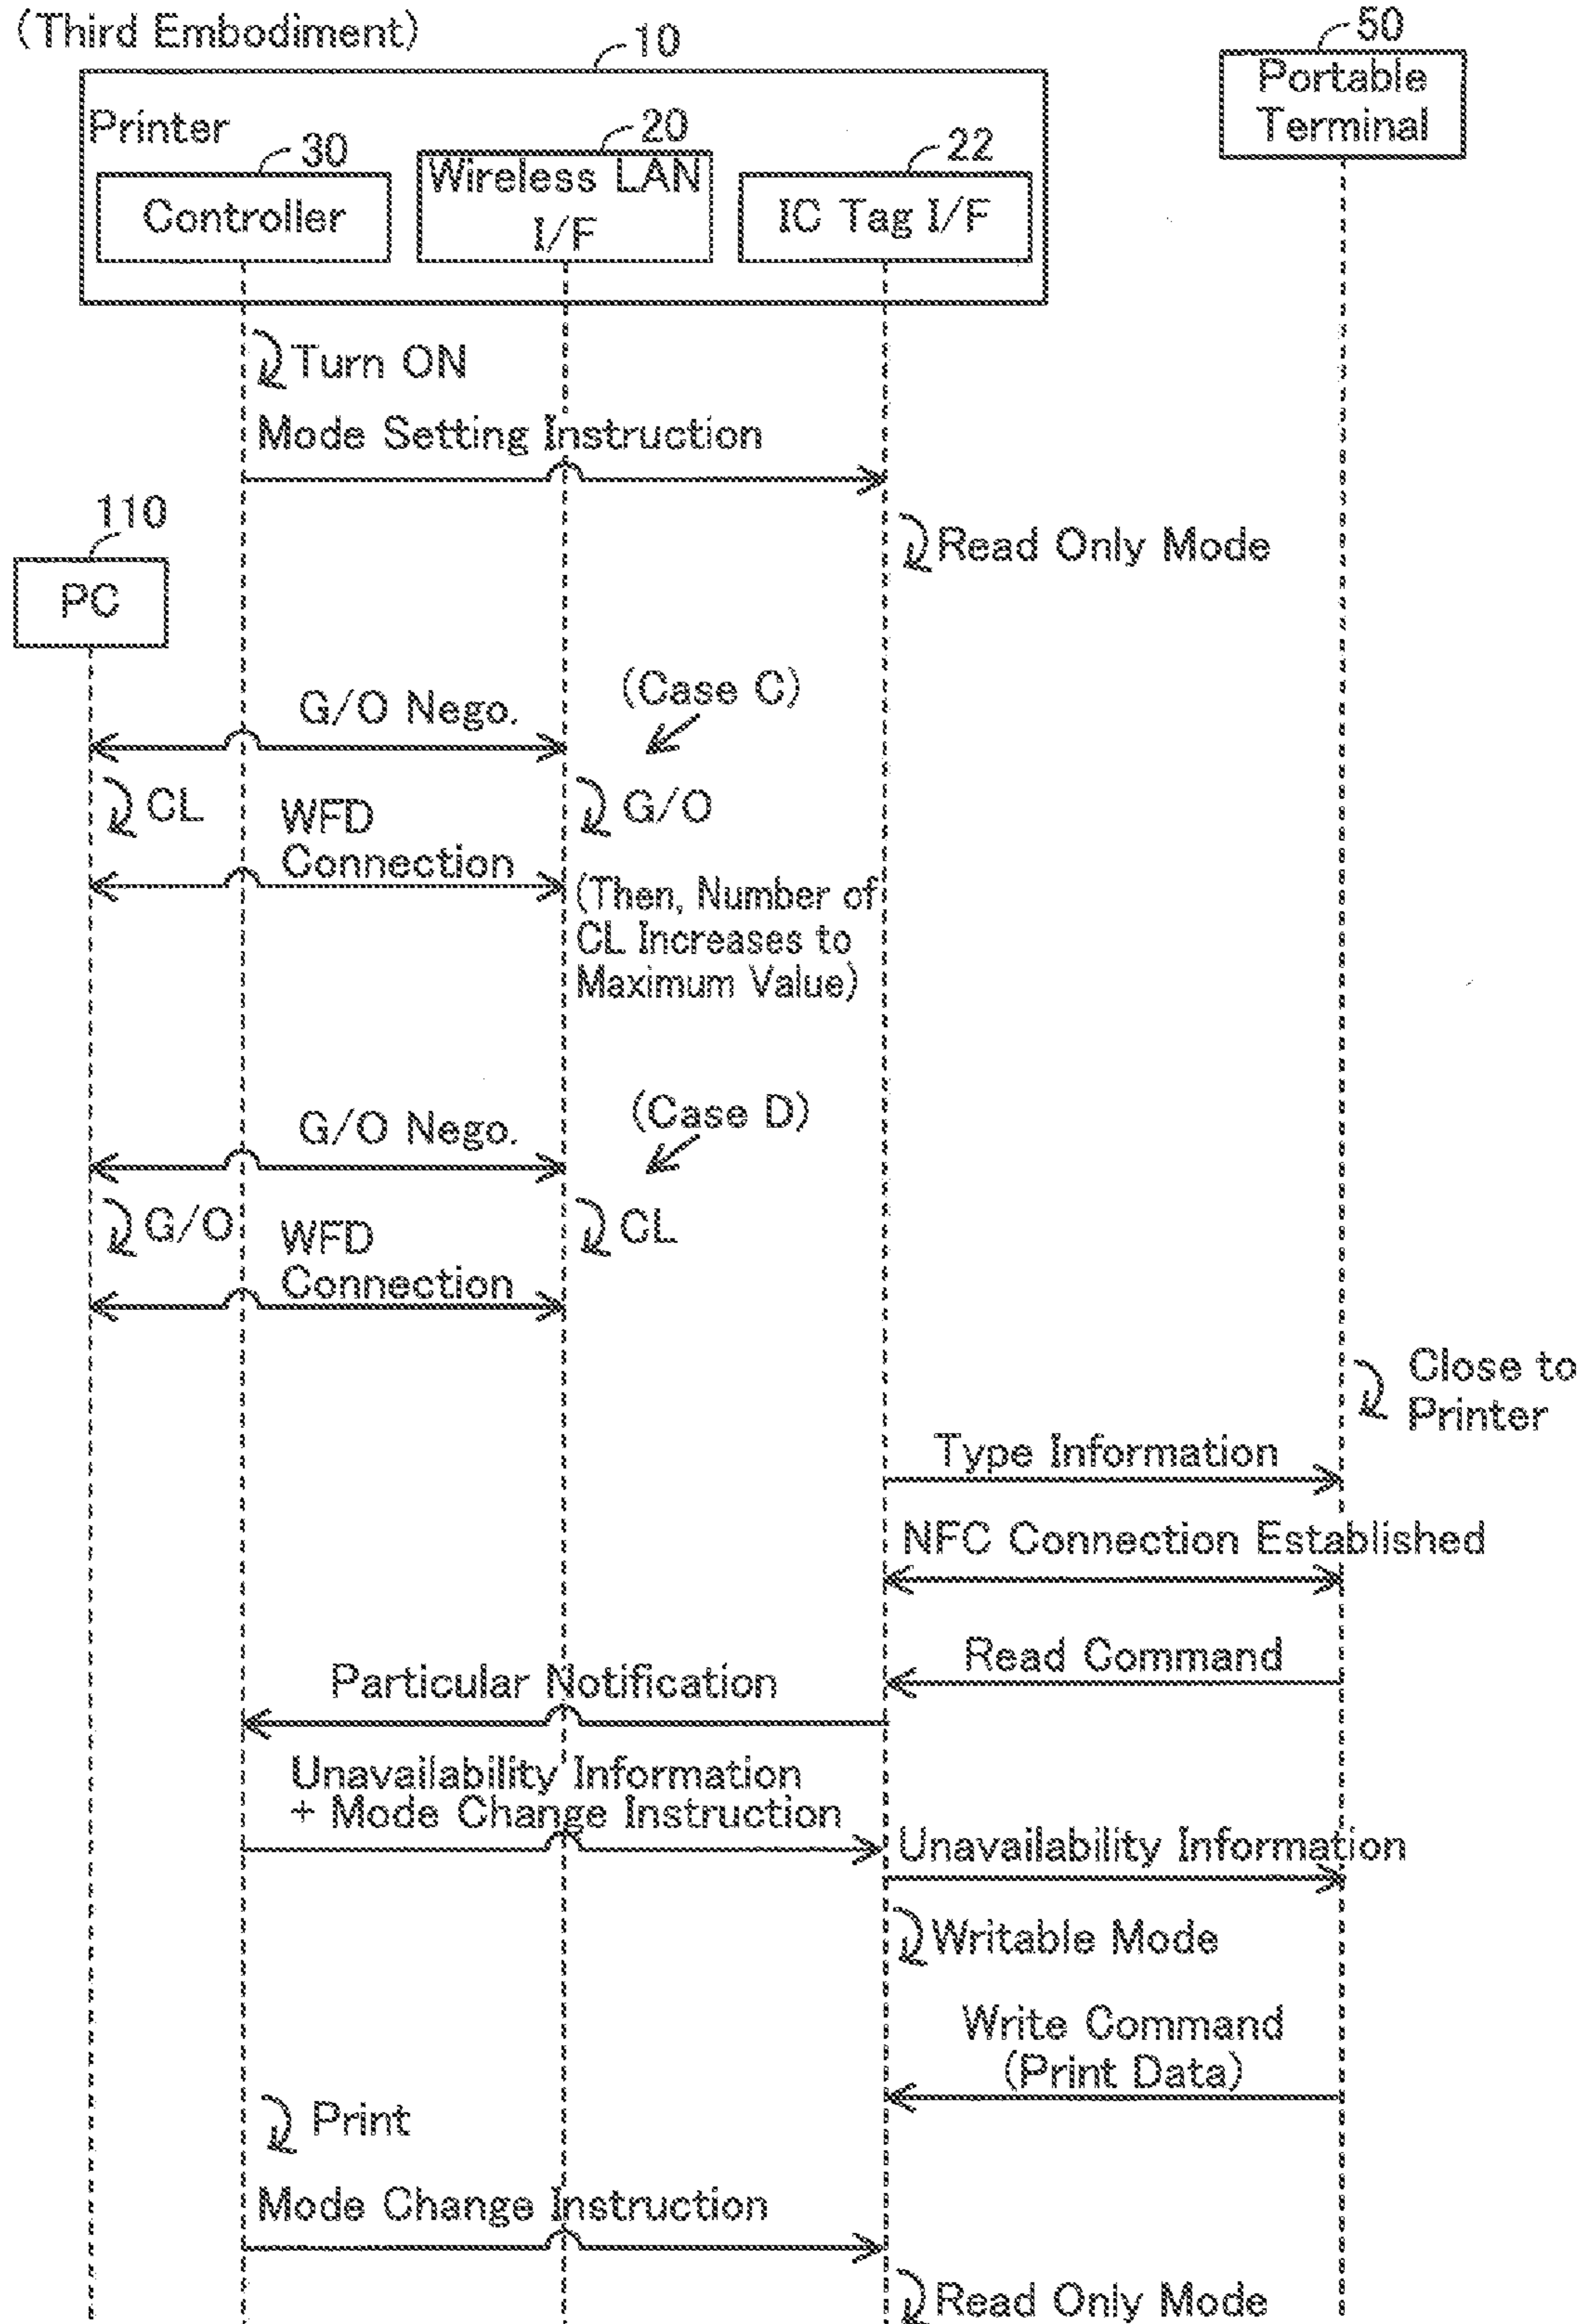 (Third Embodiment)
10
50
Portable
Terminal
Printer
30
20
22
Controller
Wireless LAN
I/F
IC Tag I/F
Turn ON
Mode Setting Instruction
110
Read Only Mode
PC
(Case C)
G/O Nego.
CL
G/O
WFD
Connection
(Then, Number of
CL Increases to
Maximum Value)
(Case D)
G/O Nego.
G/O
CL
WFD
Connection
Close to
Printer
Type Information
NFC Connection Established
Read Command
Particular Notification
Unavailability Information
+ Mode Change Instruction
Unavailability Information
Writable Mode
Write Command
(Print Data)
Print
Mode Change Instruction
Read Only Mode